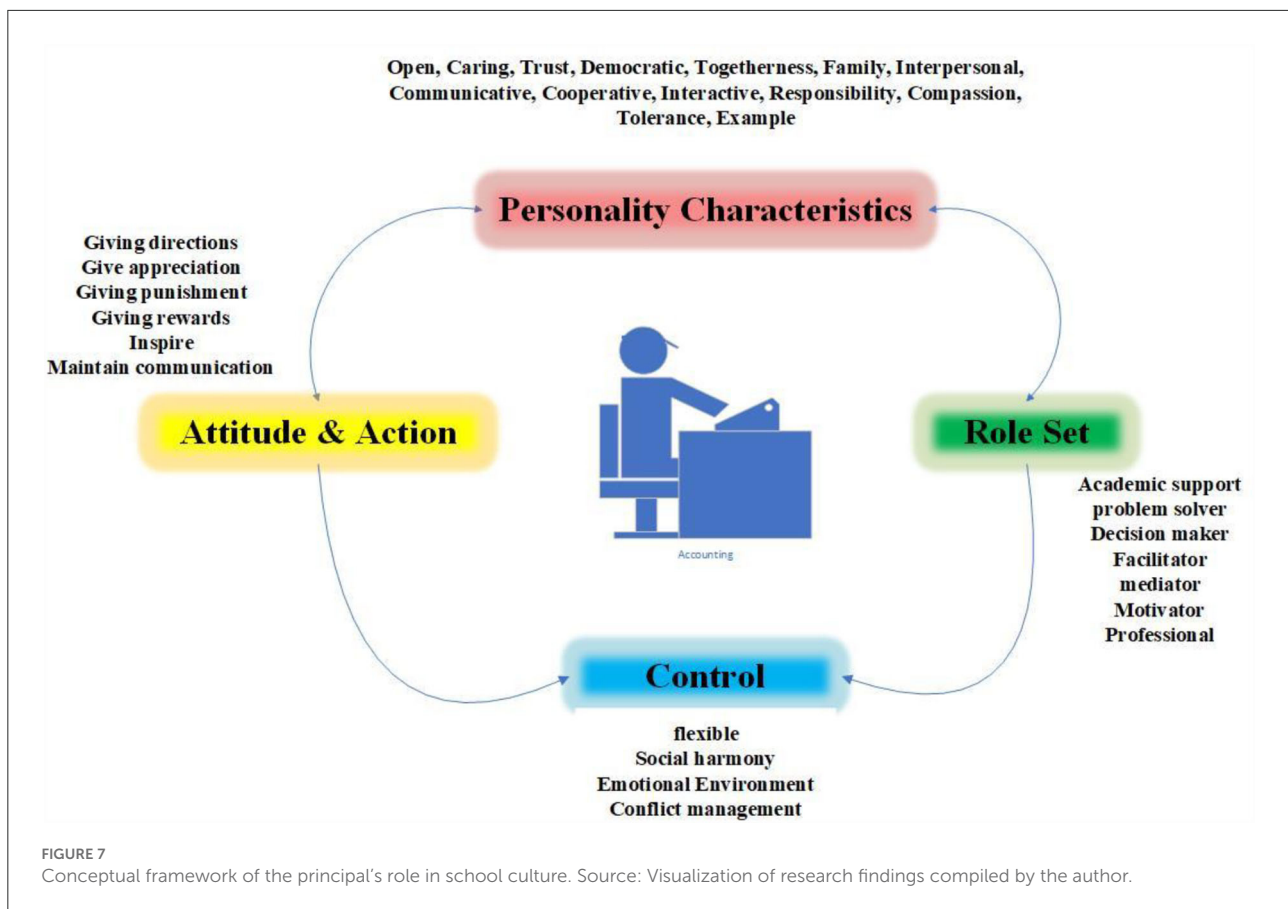 Open, Caring, Trust, Democratic, Togetherness, Family, Interpersonal,
Communicative, Cooperative, Interactive, Responsibility, Compassion,
Tolerance, Example
Personality Characteristics
Giving directions
Give appreciation
Giving punishment
Giving rewards
Inspire
Maintain communication
Attitude & Action
Role Set
Academic support
problem solver
Decision maker
Facilitator
mediator
Motivator
Professional
Accounting
Control
flexible
Social harmony
Emotional Environment
Conflict management
FIGURE 7
Conceptual framework of the principal's role in school culture. Source: Visualization of research findings compiled by the author.